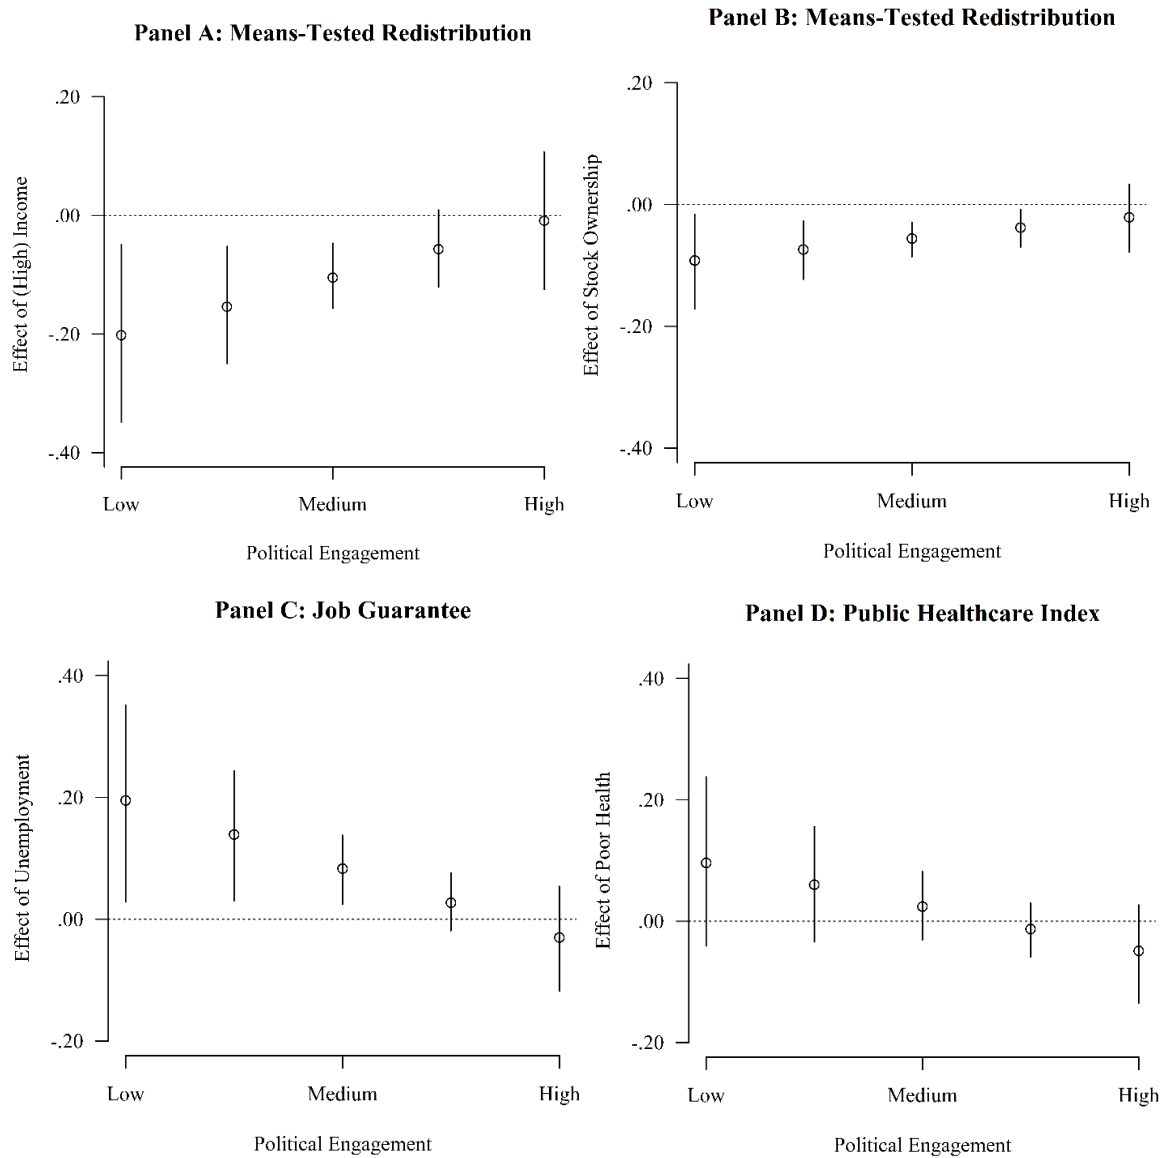 Panel A: Means-Tested Redistribution
.20
.00
-.20
-.40
Effect of (High) Income
Low
Medium
High
Political Engagement
Panel B: Means-Tested Redistribution
.20
.00
-.20
-.40
Effect of Stock Ownership
Low
Medium
High
Political Engagement
Panel C: Job Guarantee
.40
.20
.00
-.20
Effect of Unemployment
Low
Medium
High
Political Engagement
Panel D: Public Healthcare Index
.40
.20
.00
-.20
Effect of Poor Health
Low
Medium
High
Political Engagement